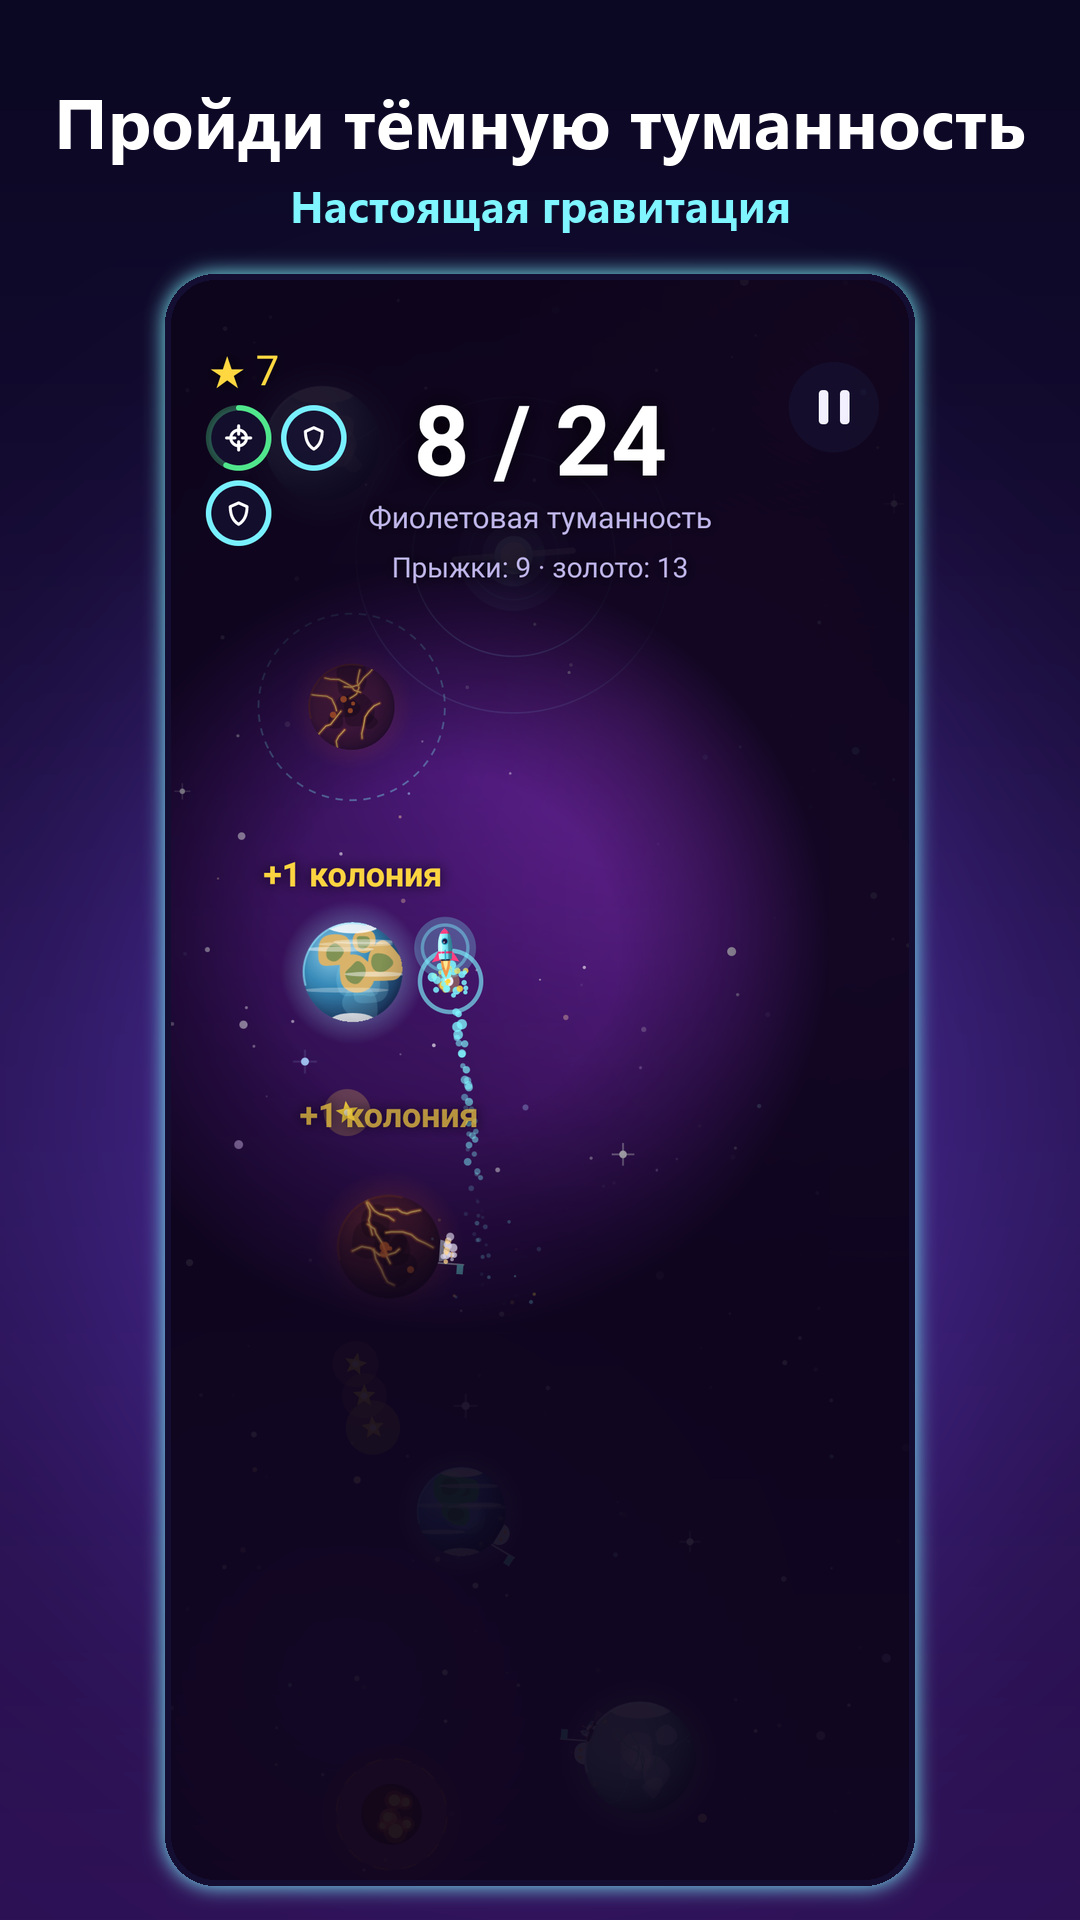 Пройди тёмную туманность
Настоящая гравитация
★ 7
8 / 24
Фиолетовая туманность
Прыжки: 9 · золото: 13
+1 колония
+1 колония